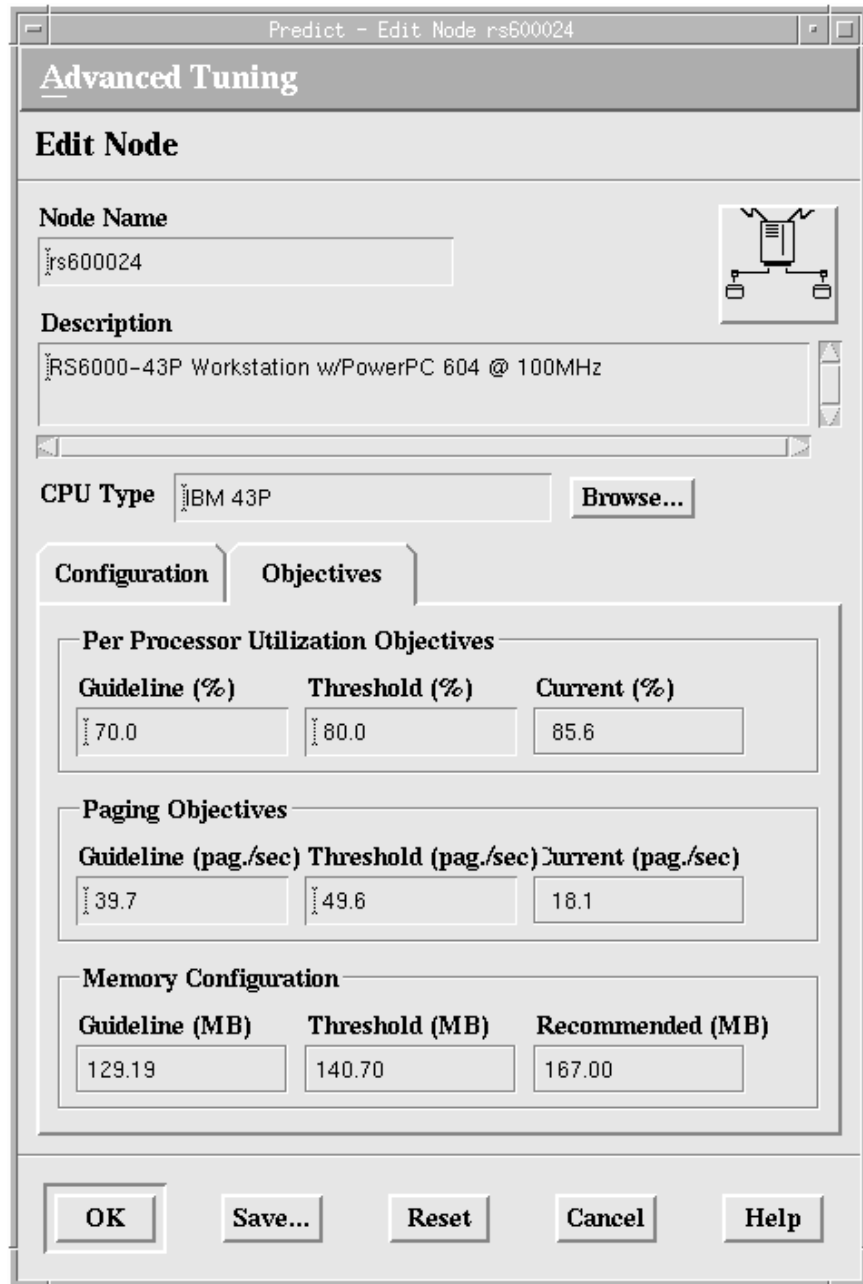 Predict - Edit Node rs600024
Advanced Tuning
Edit Node
Node Name
rs600024
Description
RS6000-43P Workstation w/PowerPC 604 @ 100MHz
CPU Type IBM 43P Browse...
Configuration Objectives
Per Processor Utilization Objectives
Guideline (%) Threshold (%) Current (%)
70.0 80.0 85.6
Paging Objectives
Guideline (pag./sec) Threshold (pag./sec) Current (pag./sec)
39.7 49.6 18.1
Memory Configuration
Guideline (MB) Threshold (MB) Recommended (MB)
129.19 140.70 167.00
OK Save... Reset Cancel Help